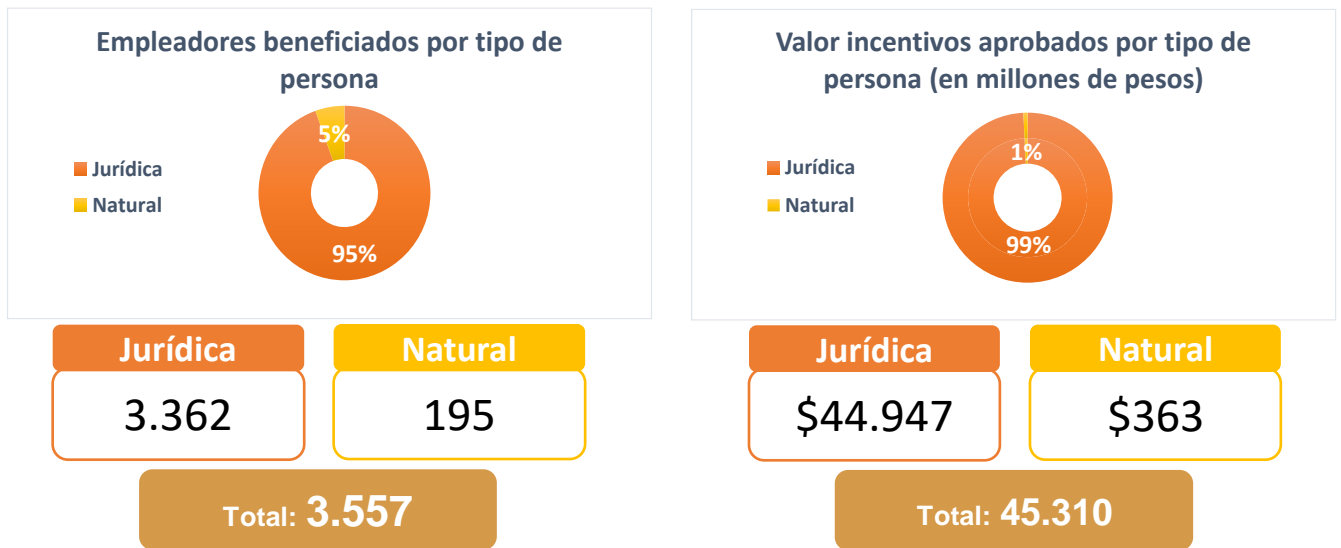 Empleadores beneficiados por tipo de
persona
5%
Jurídica
Natural
95%
Jurídica
Natural
3.362
195
Total: 3.557
Valor incentivos aprobados por tipo de
persona (en millones de pesos)
1%
Jurídica
Natural
99%
Jurídica
Natural
$44.947
$363
Total: 45.310